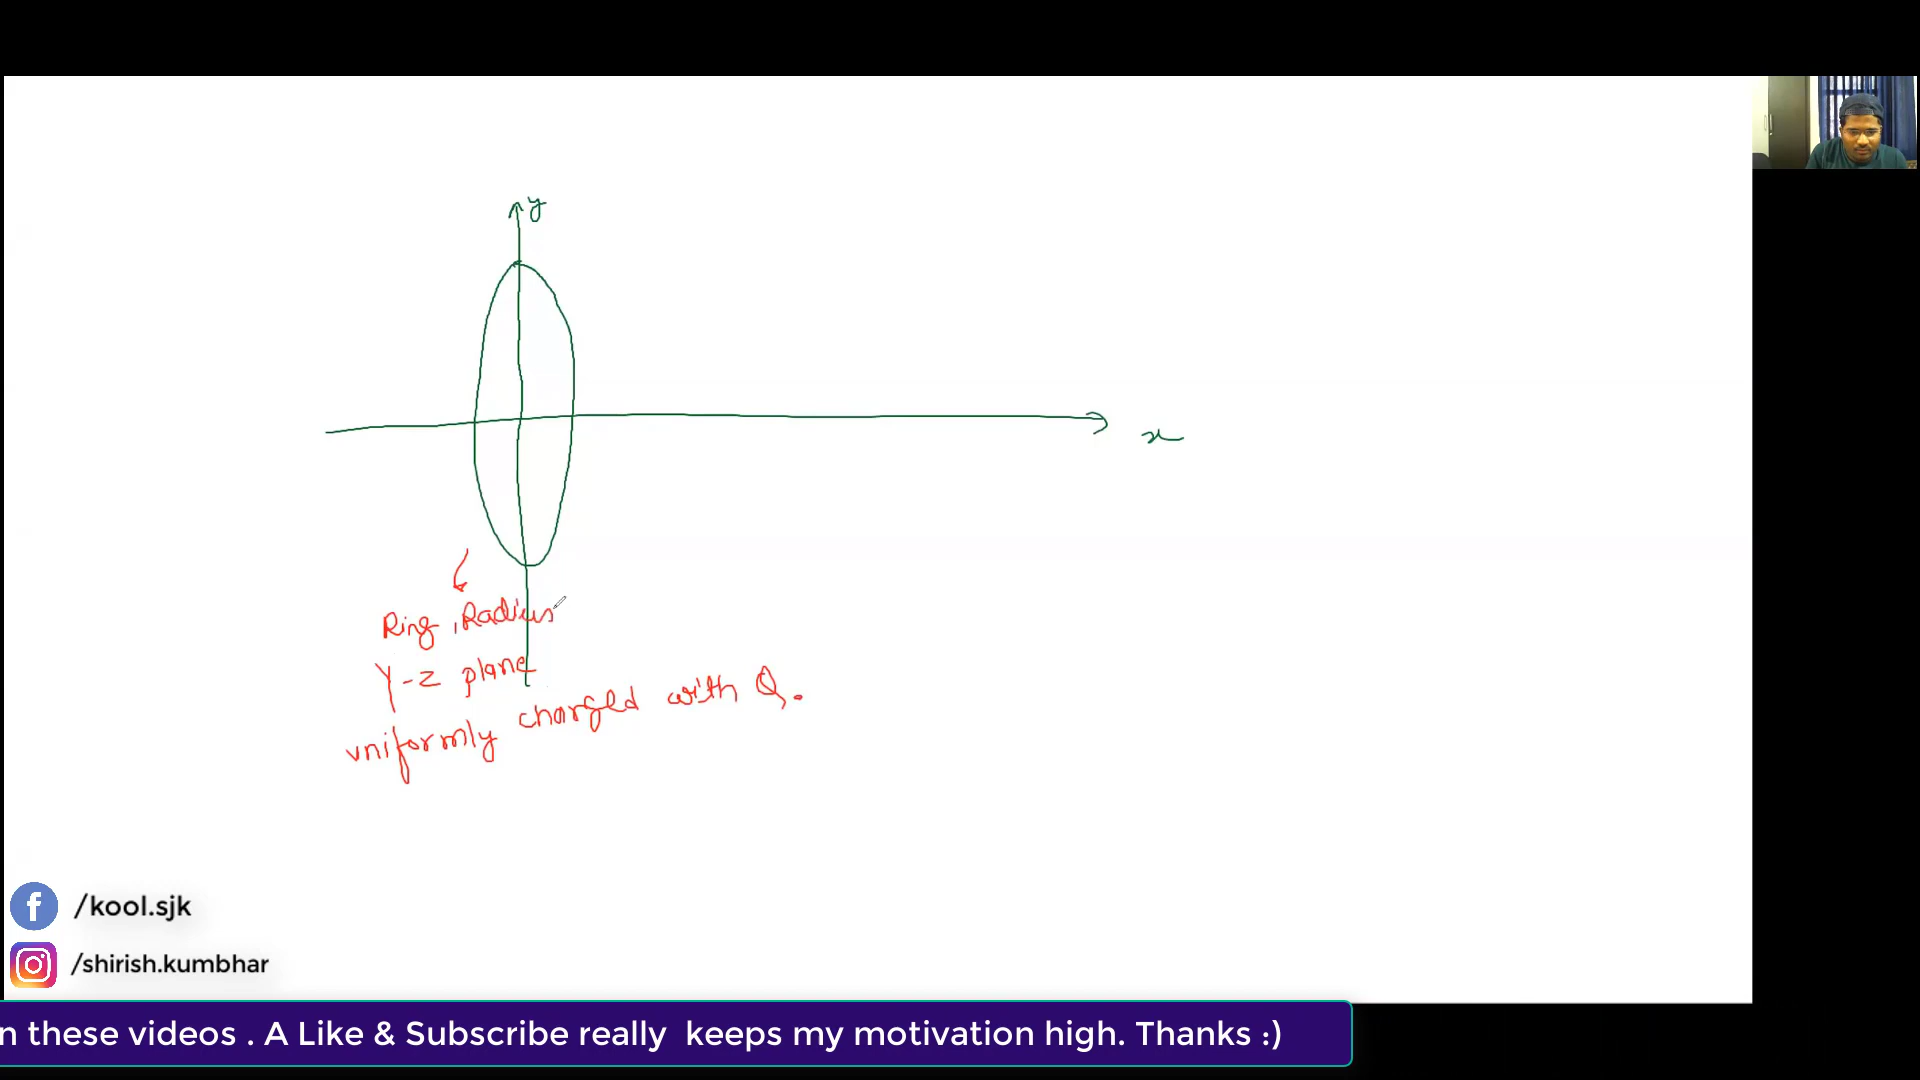 y
x
Ring, Radius
Y-Z plane
uniformly charged with Q.
/kool.sjk
/shirish.kumbhar
n these videos . A Like & Subscribe really keeps my motivation high. Thanks :)